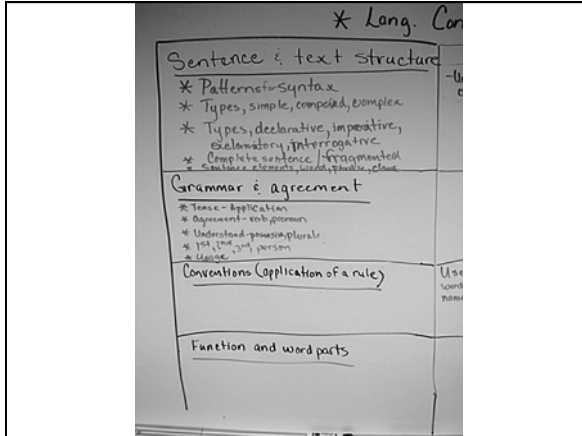 * Lang. Con
Sentence & text structure
* Patterns for syntax
* Types, simple, compound, complex
* Types, declarative, imperative,
exclamatory, interrogative
* Complete sentence / fragmented
* Sentence elements, word, phrase, clause
Grammar & agreement
* Tense - Application
* Agreement - verb, pronoun
* Understand - possessive, plurals
* 1st, 2nd, 3rd, person
* Usage
Conventions (application of a rule)
Use
word
Function and word parts